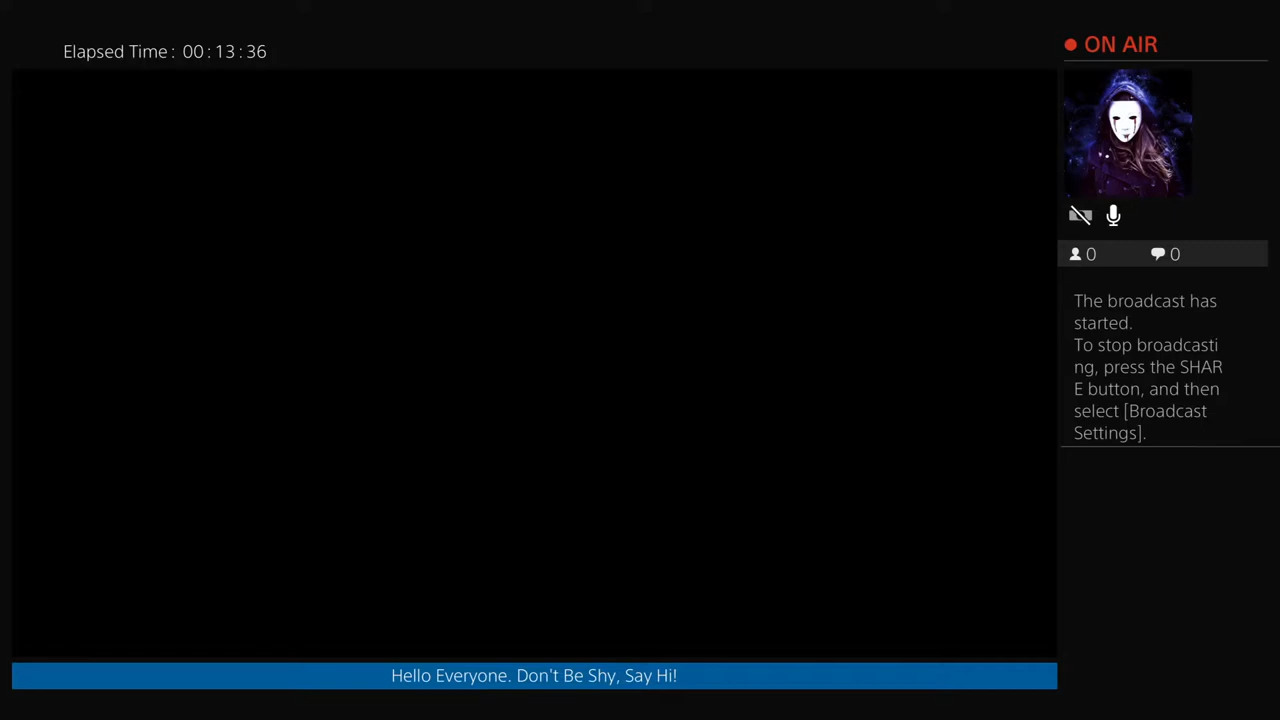 Elapsed Time: 00:13:36
ON AIR
0 0
The broadcast has
started.
To stop broadcasti
ng, press the SHAR
E button, and then
select [Broadcast
Settings].
Hello Everyone. Don't Be Shy, Say Hi!